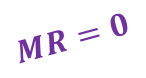 MR = 0